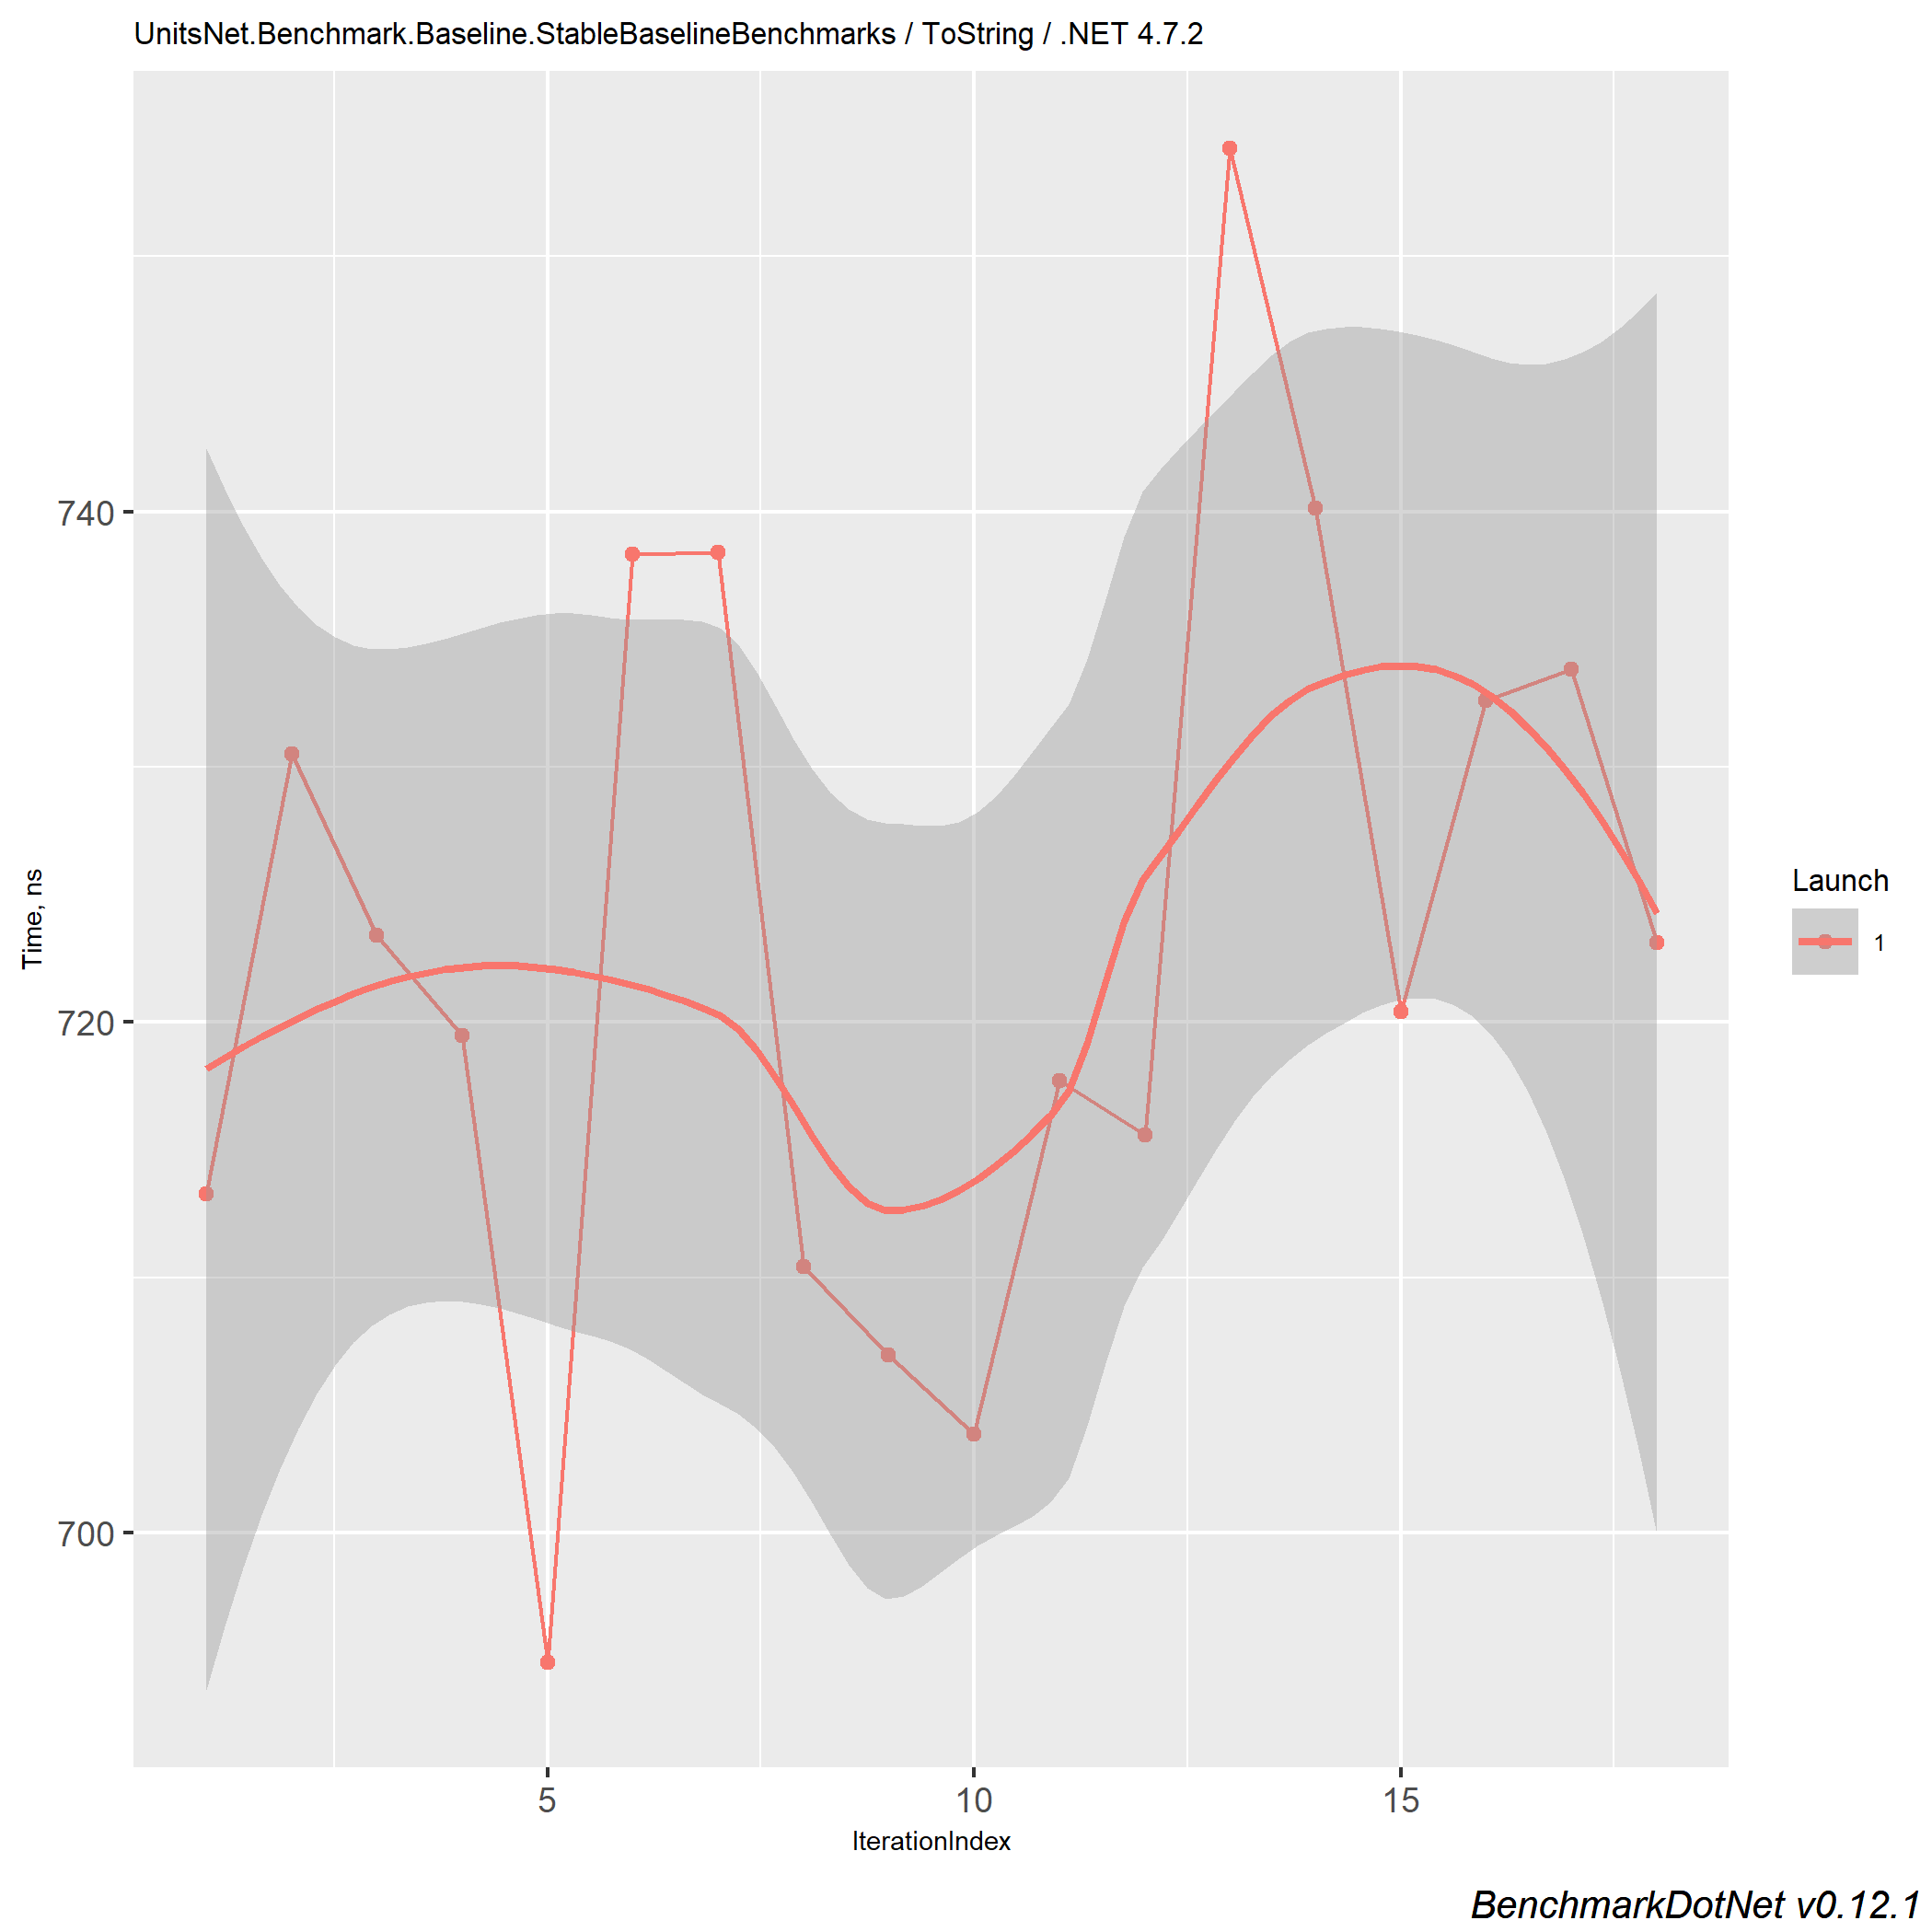 UnitsNet.Benchmark.Baseline.StableBaselineBenchmarks / ToString / .NET 4.7.2
740
720
700
Time, ns
5 10 15
IterationIndex
Launch
1
BenchmarkDotNet v0.12.1